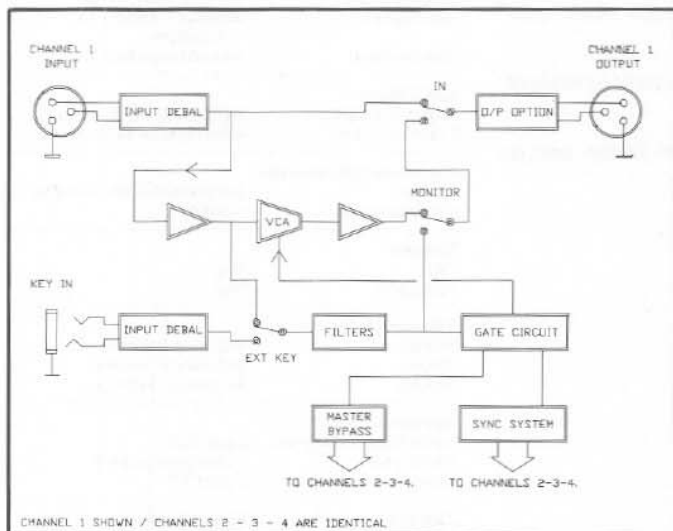 CHANNEL 1
INPUT
CHANNEL 1
OUTPUT
IN
INPUT DEBAL
O/P OPTION
MONITOR
VCA
KEY IN
INPUT DEBAL
FILTERS
GATE CIRCUIT
EXT KEY
MASTER
BYPASS
SYNC SYSTEM
TO CHANNELS 2-3-4.
TO CHANNELS 2-3-4.
CHANNEL 1 SHOWN / CHANNELS 2 - 3 - 4 ARE IDENTICAL